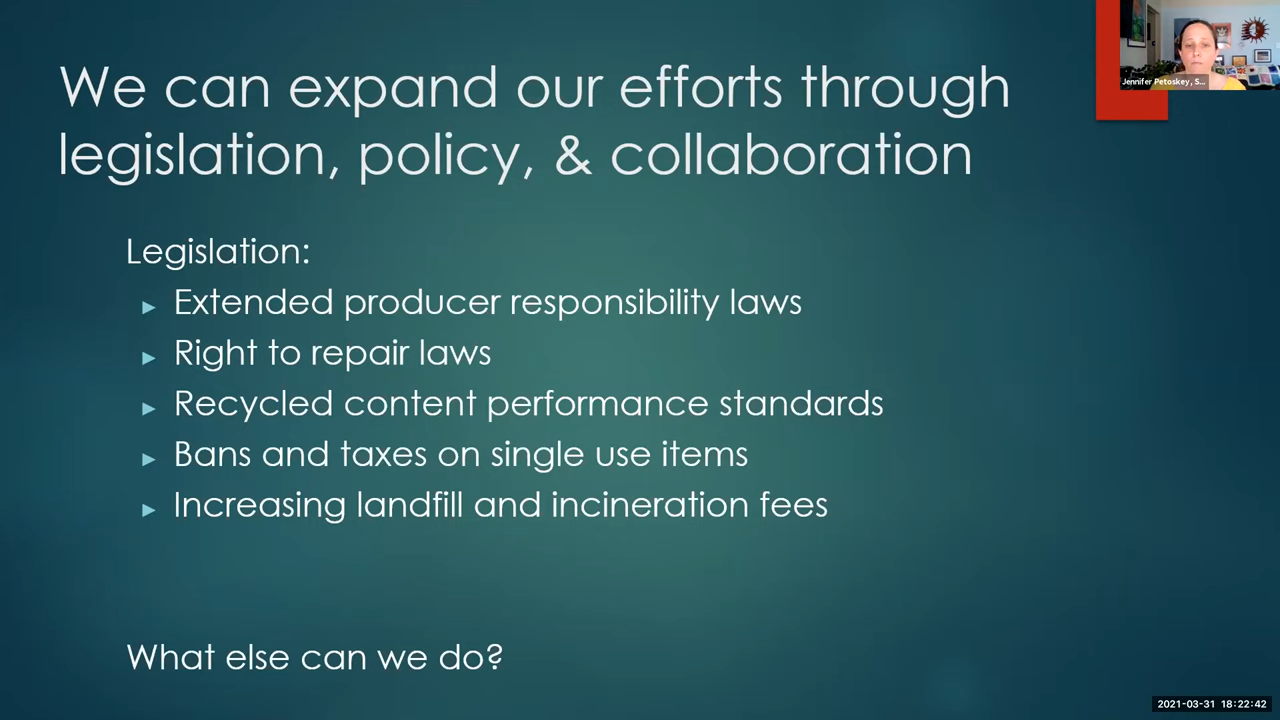 We can expand our efforts through
legislation, policy, & collaboration
Jennifer Petoskey, S...
Legislation:
► Extended producer responsibility laws
► Right to repair laws
► Recycled content performance standards
► Bans and taxes on single use items
► Increasing landfill and incineration fees
What else can we do?
2021-03-31 18:22:42